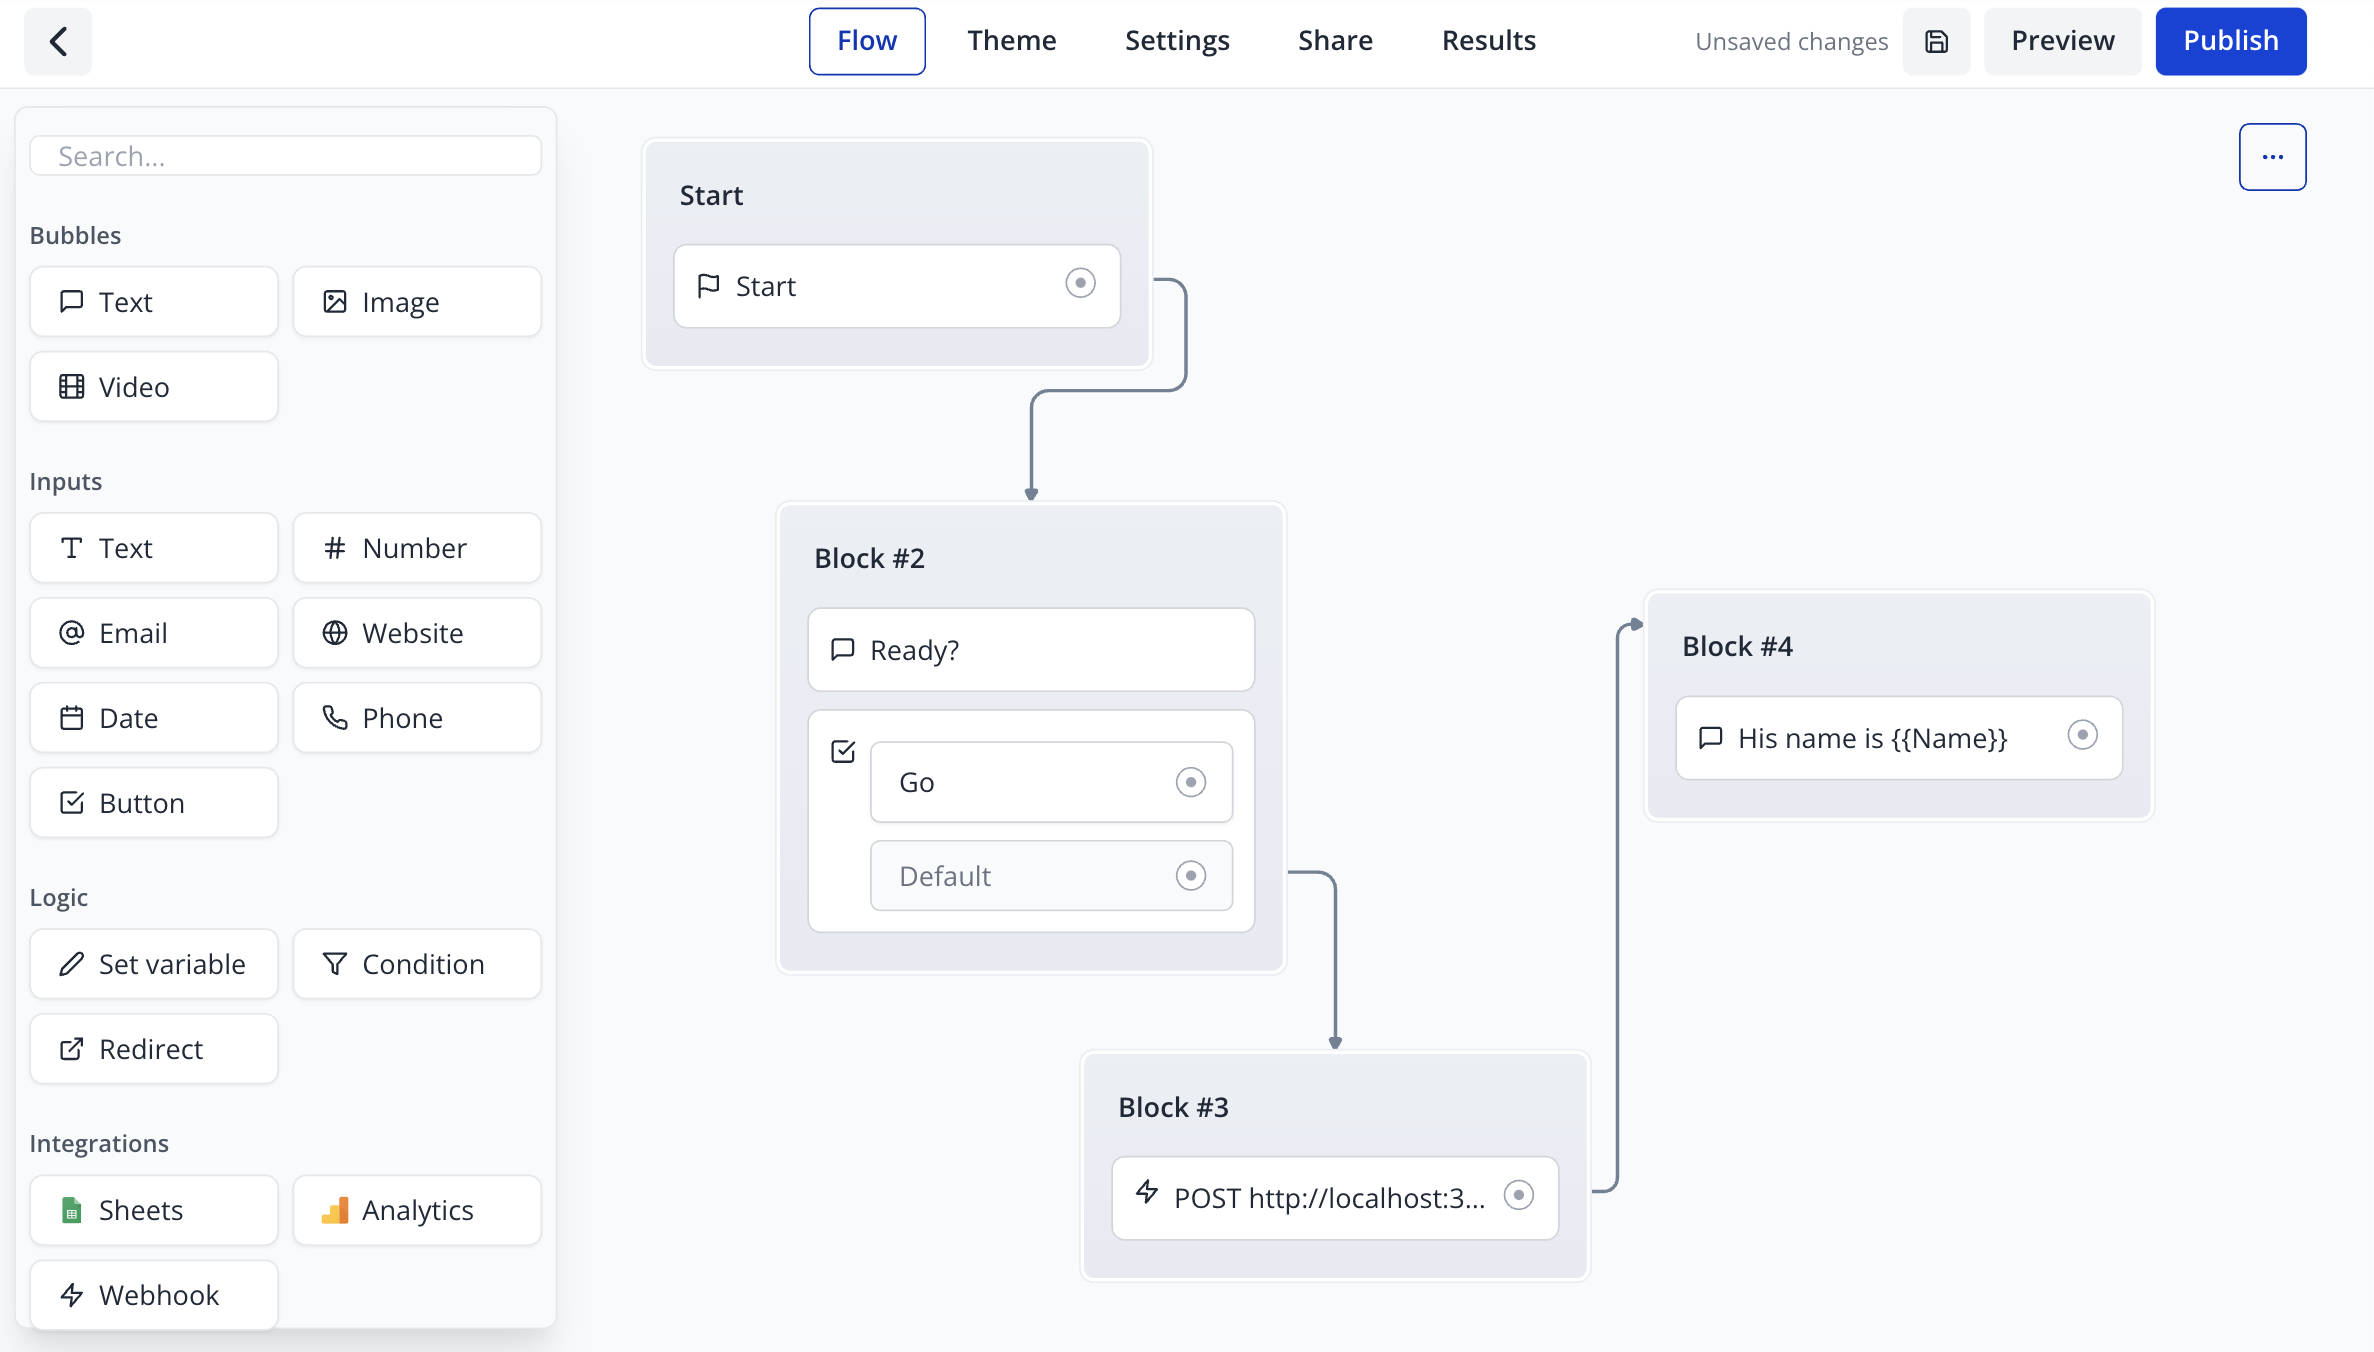 Flow
Theme
Settings
Share
Results
Unsaved changes
Preview
Publish
Search...
Bubbles
Text
Image
Video
Inputs
Text
Number
Email
Website
Date
Phone
Button
Logic
Set variable
Condition
Redirect
Integrations
Sheets
Analytics
Webhook
Start
Start
Block #2
Ready?
Go
Default
Block #3
POST http://localhost:3...
Block #4
His name is {{Name}}